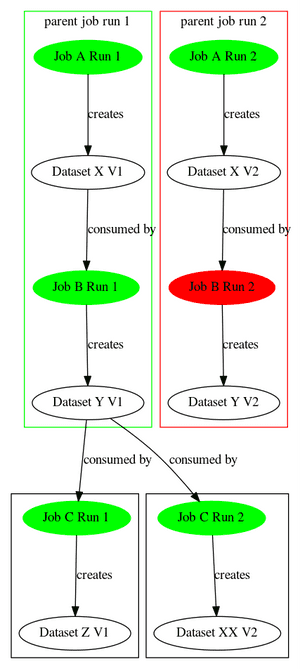 parent job run 1
parent job run 2
Job A Run 1
Job A Run 2
creates
creates
Dataset X V1
Dataset X V2
consumed by
consumed by
Job B Run 1
Job B Run 2
creates
creates
Dataset Y V1
Dataset Y V2
consumed by
consumed by
Job C Run 1
Job C Run 2
creates
creates
Dataset Z V1
Dataset XX V2